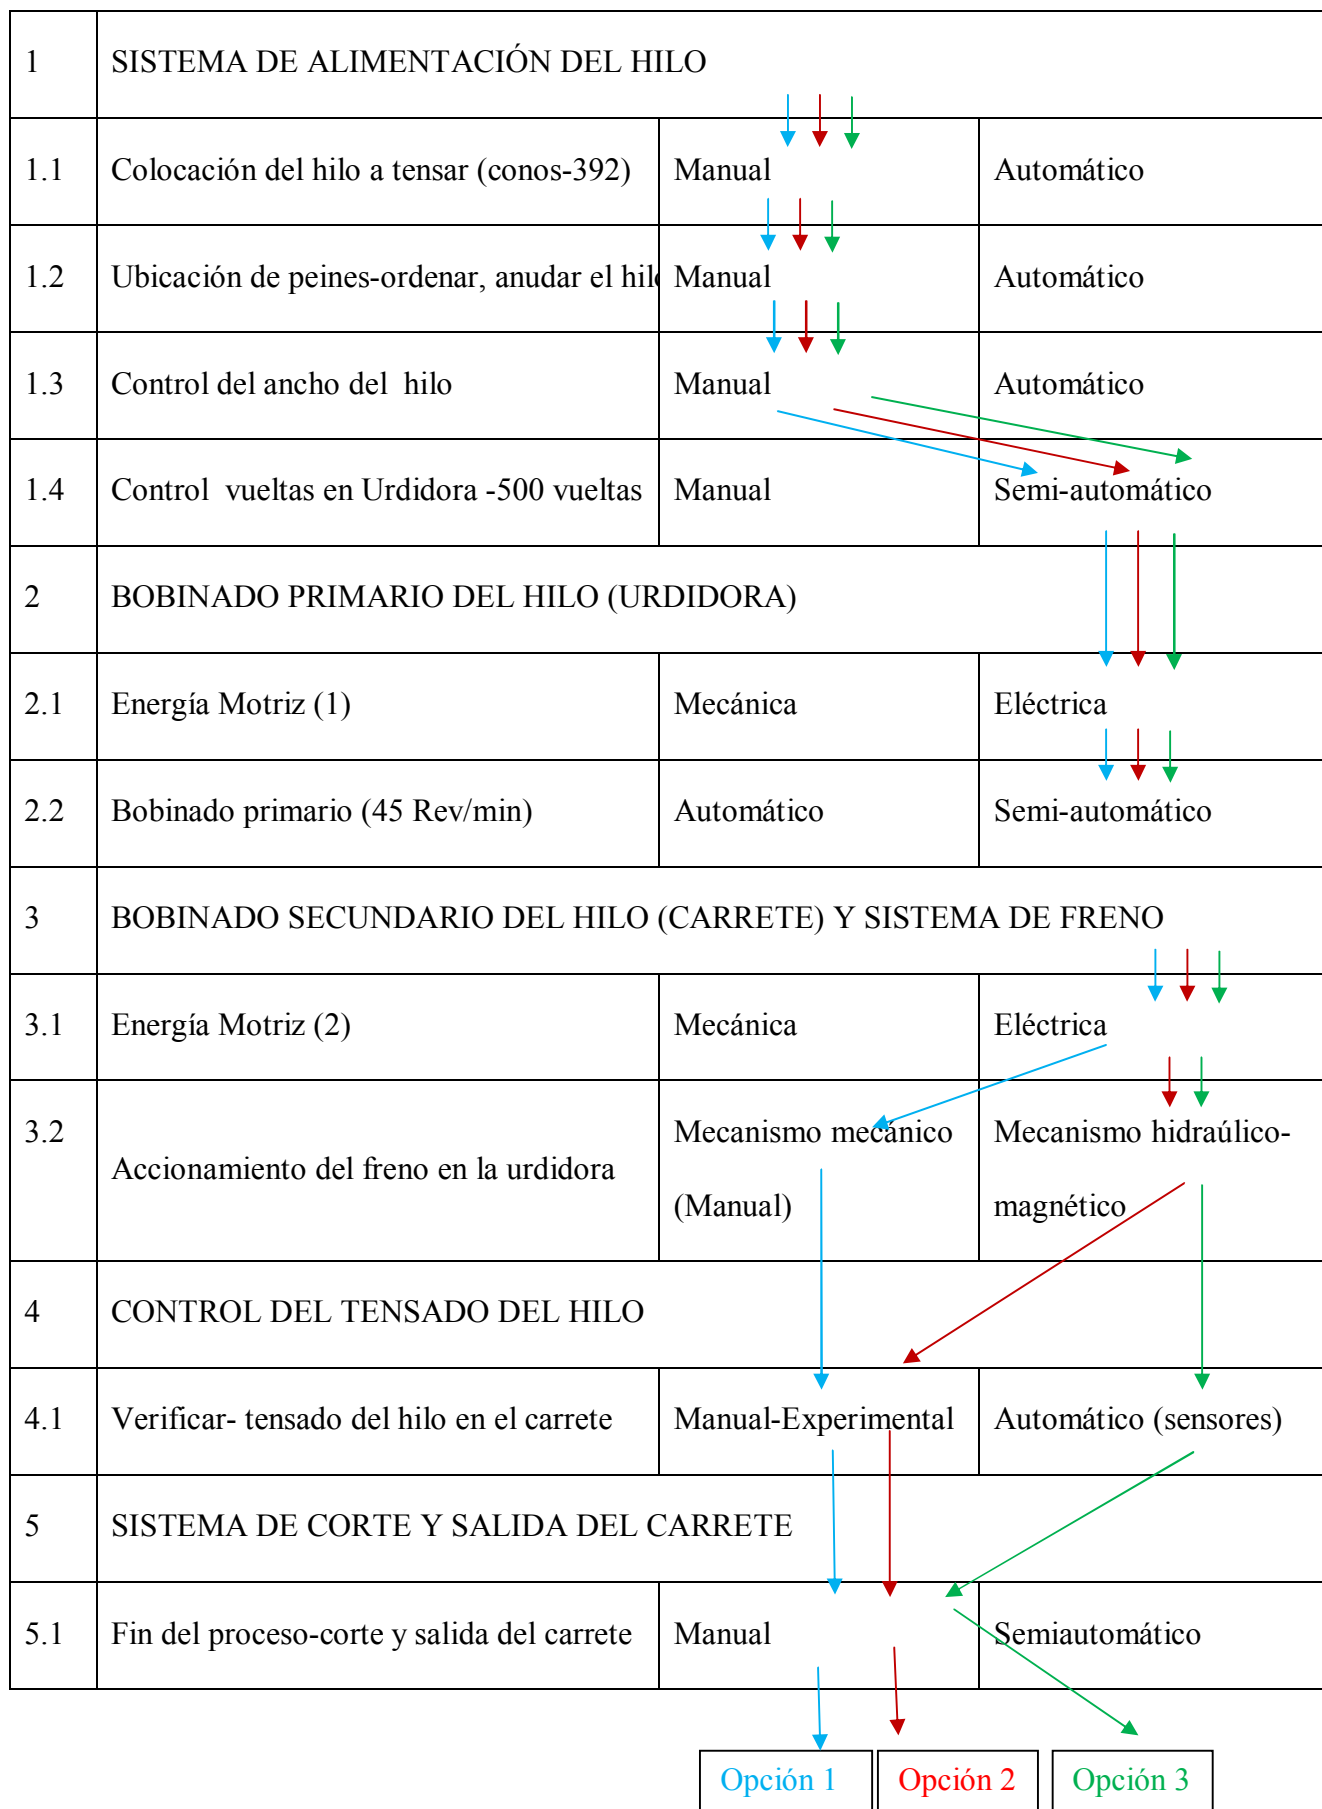 1 SISTEMA DE ALIMENTACIÓN DEL HILO
1.1 Colocación del hilo a tensar (conos-392) Manual Automático
1.2 Ubicación de peines-ordenar, anudar el hilo Manual Automático
1.3 Control del ancho del hilo Manual Automático
1.4 Control vueltas en Urdidora -500 vueltas Manual Semi-automático
2 BOBINADO PRIMARIO DEL HILO (URDIDORA)
2.1 Energía Motriz (1) Mecánica Eléctrica
2.2 Bobinado primario (45 Rev/min) Automático Semi-automático
3 BOBINADO SECUNDARIO DEL HILO (CARRETE) Y SISTEMA DE FRENO
3.1 Energía Motriz (2) Mecánica Eléctrica
3.2 Accionamiento del freno en la urdidora
Mecanismo mecánico
(Manual)
Mecanismo hidraúlico-
magnético
4 CONTROL DEL TENSADO DEL HILO
4.1 Verificar- tensado del hilo en el carrete Manual-Experimental Automático (sensores)
5 SISTEMA DE CORTE Y SALIDA DEL CARRETE
5.1 Fin del proceso-corte y salida del carrete Manual Semiautomático
Opción 1 Opción 2 Opción 3